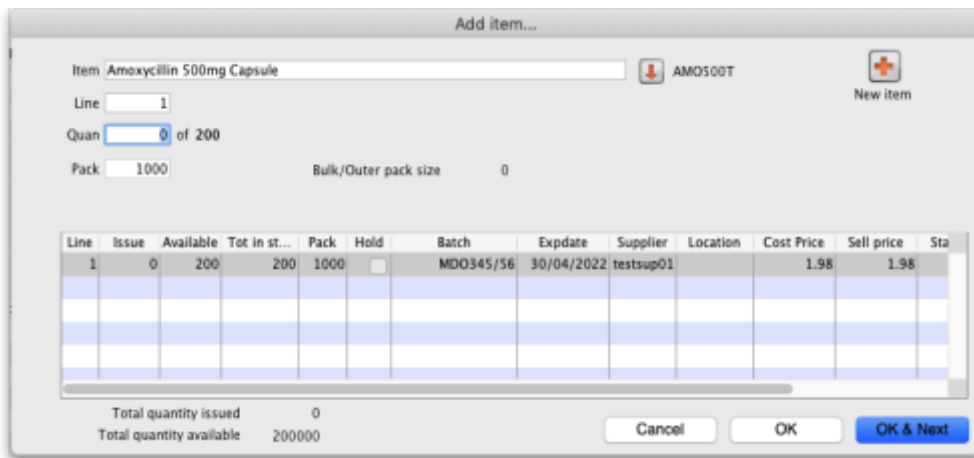 Add item...
Item Amoxycillin 500mg Capsule AMO500T
New item
Line 1
Quan 0 of 200
Pack 1000 Bulk/Outer pack size 0
Line Issue Available Tot in st... Pack Hold Batch Expdate Supplier Location Cost Price Sell price Sta
1 0 200 200 1000 MDO345/56 30/04/2022 testsup01 1.98 1.98
Total quantity issued 0
Total quantity available 200000
Cancel OK OK & Next